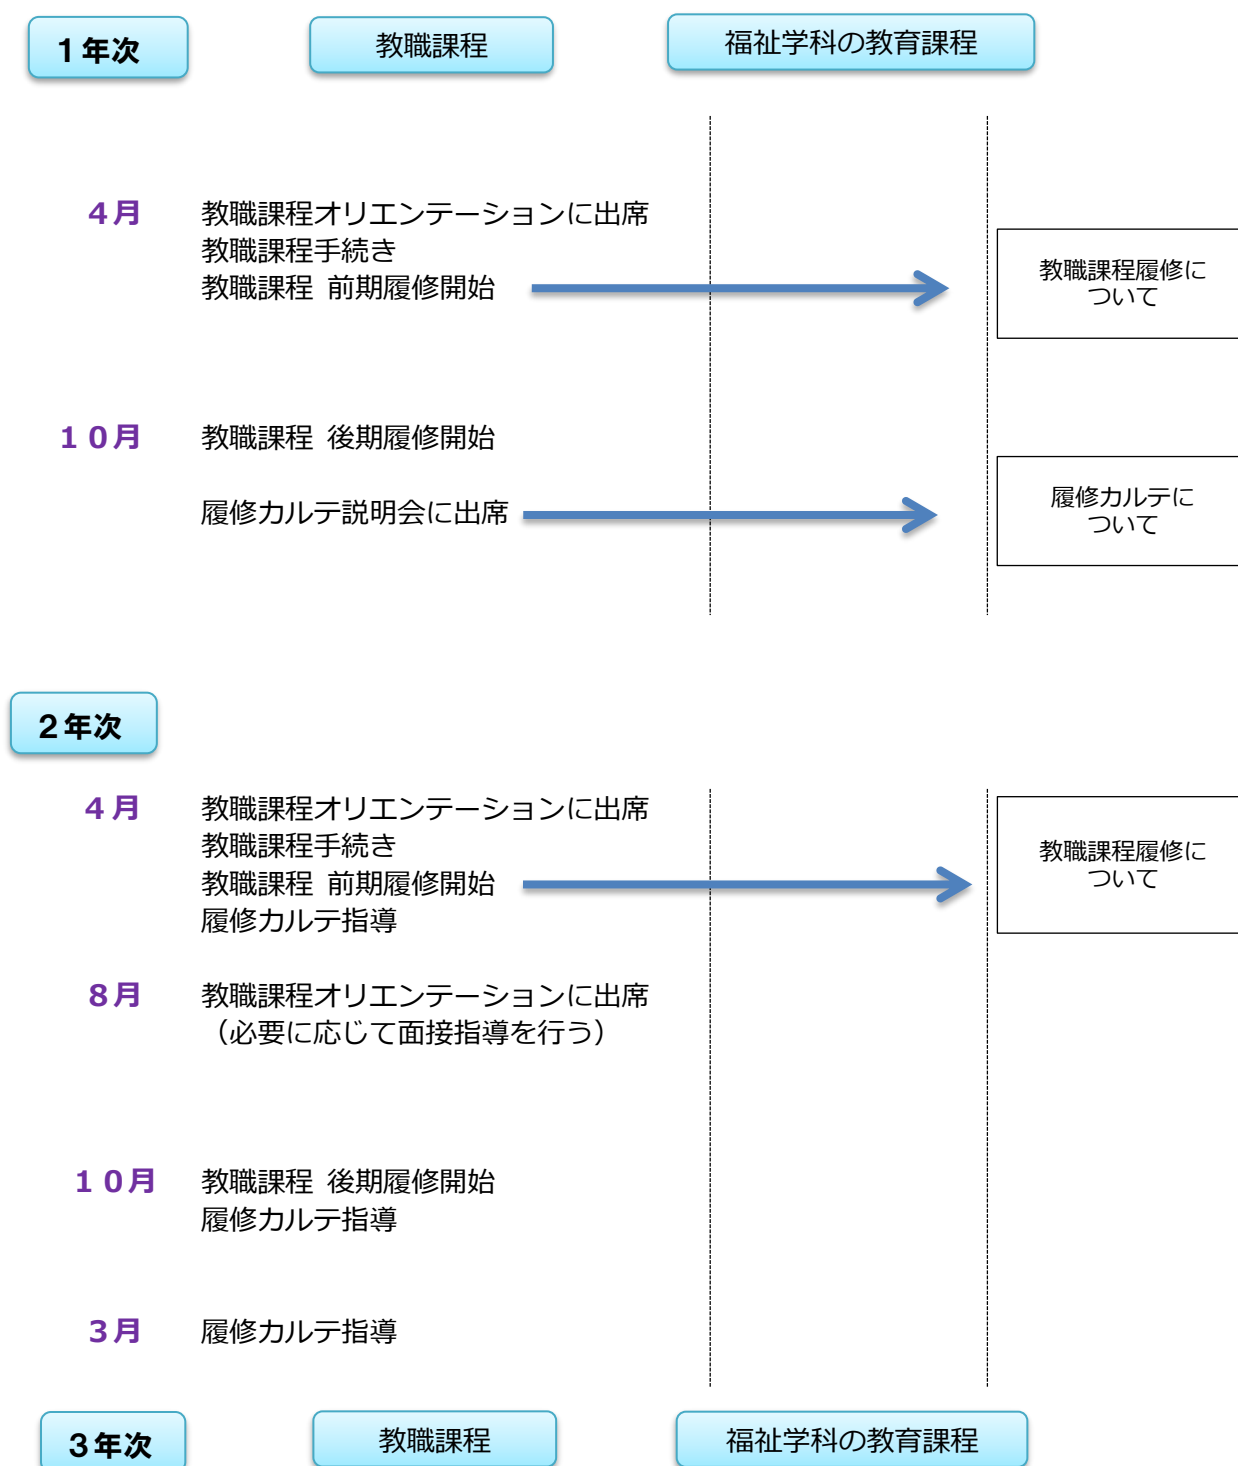 １年次
教職課程
福祉学科の教育課程
４月
教職課程オリエンテーションに出席
教職課程手続き
教職課程 前期履修開始
教職課程履修に
ついて
１０月
教職課程 後期履修開始
履修カルテ説明会に出席
履修カルテに
ついて
２年次
４月
教職課程オリエンテーションに出席
教職課程手続き
教職課程 前期履修開始
履修カルテ指導
教職課程履修に
ついて
８月
教職課程オリエンテーションに出席
（必要に応じて面接指導を行う）
１０月
教職課程 後期履修開始
履修カルテ指導
３月
履修カルテ指導
３年次
教職課程
福祉学科の教育課程